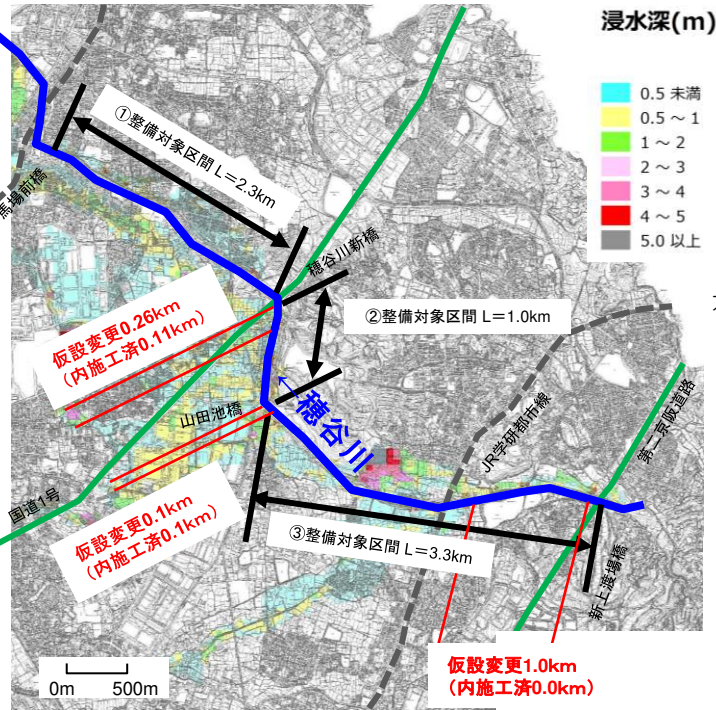 浸水深(m)
0.5 未満
0.5 ～ 1
1 ～ 2
2 ～ 3
3 ～ 4
4 ～ 5
5.0 以上
①整備対象区間 L=2.3km
馬場前橋
穂谷川新橋
②整備対象区間 L=1.0km
仮設変更0.26km
（内施工済0.11km）
山田池橋
←穂谷川
JR学研都市線
第二京阪道路
国道1号
仮設変更0.1km
（内施工済0.1km）
③整備対象区間 L=3.3km
新上渡場橋
仮設変更1.0km
（内施工済0.0km）
0m 500m